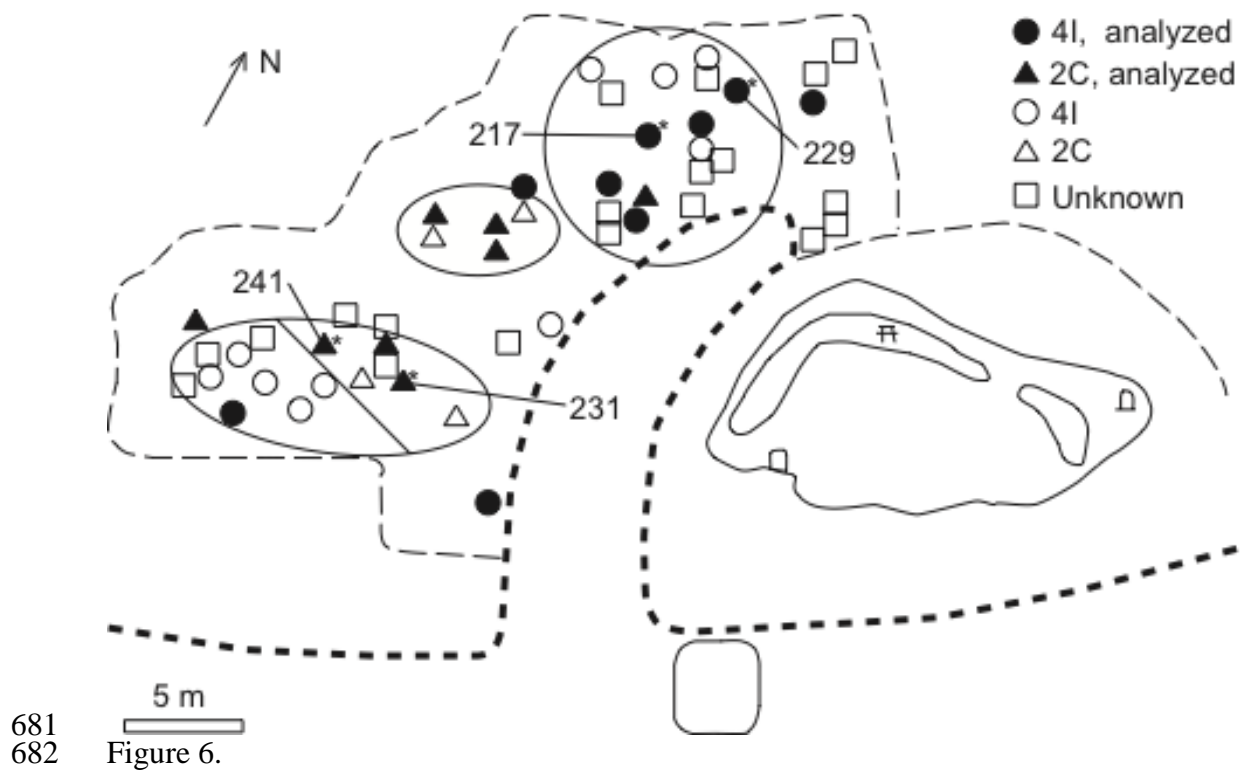 N
4I, analyzed
2C, analyzed
4I
2C
Unknown
217
*
*
229
241
*
*
231
5 m
681
682 Figure 6.